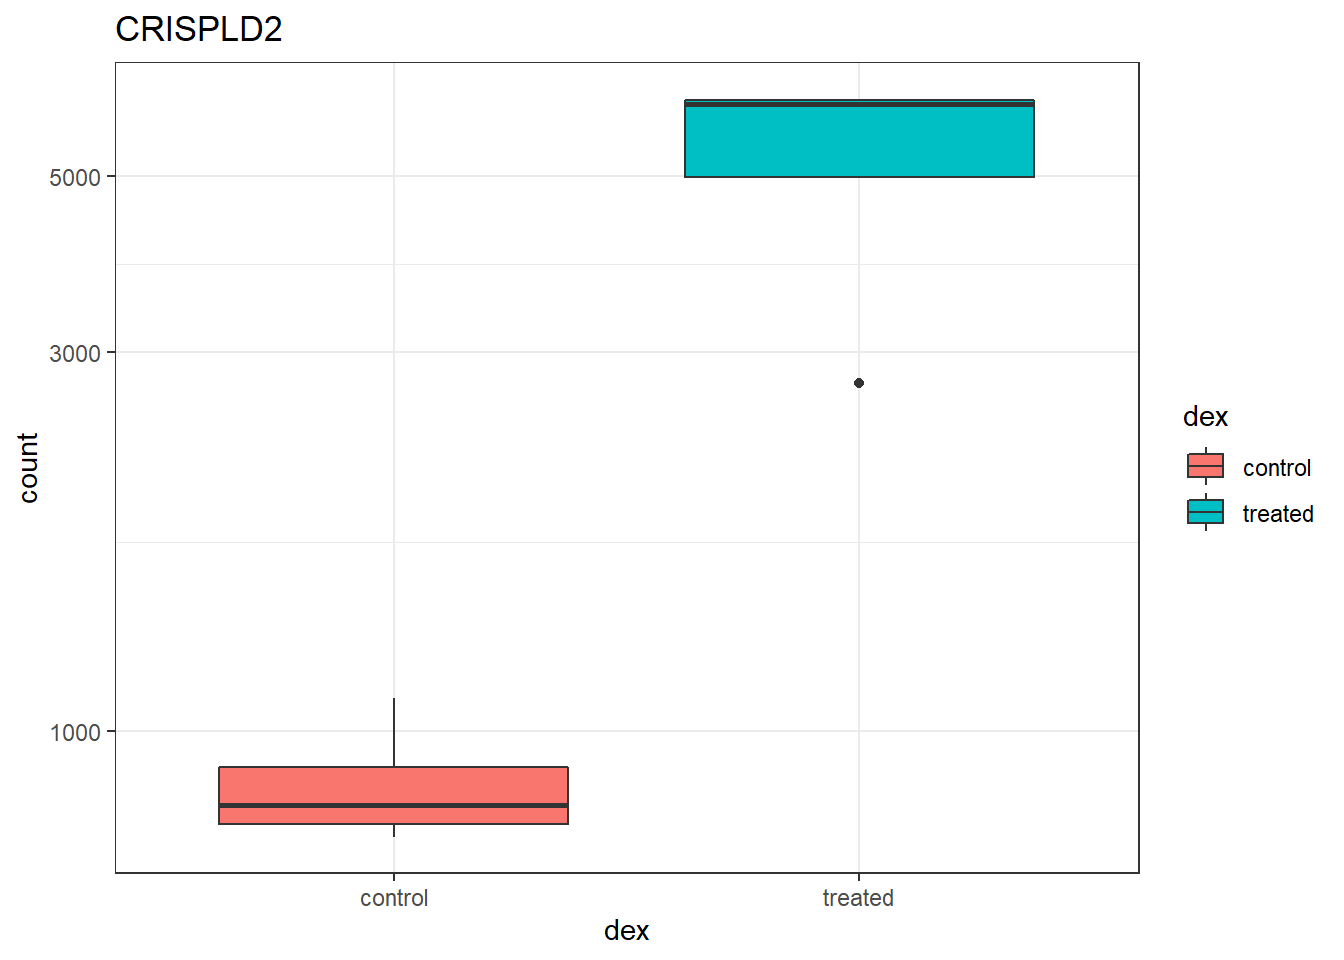 CRISPLD2
5000
3000
1000
count
control
treated
dex
dex
control
treated